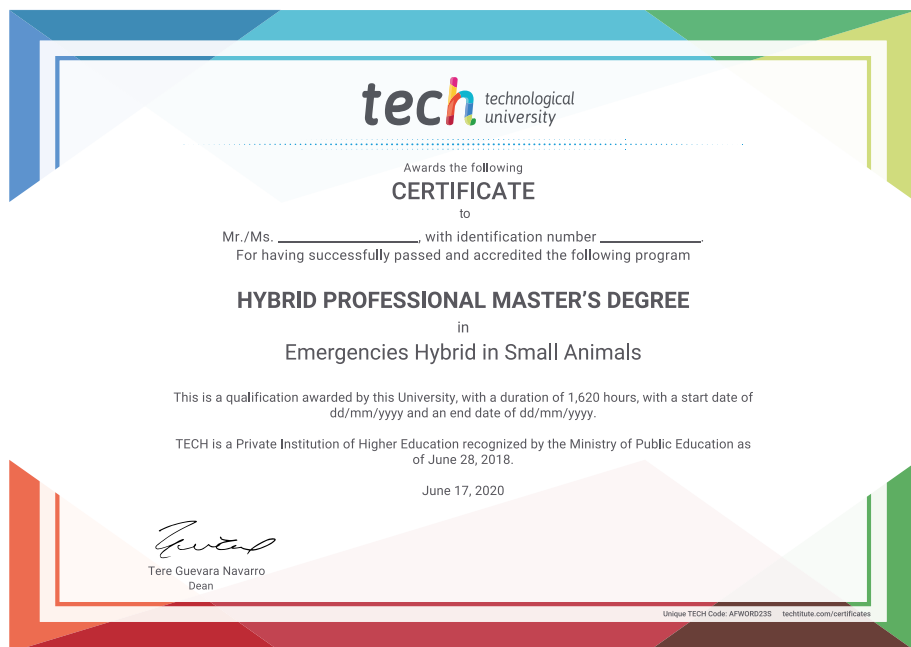 tech technological
university
Awards the following
CERTIFICATE
to
Mr./Ms. ____________________, with identification number ______________.
For having successfully passed and accredited the following program
HYBRID PROFESSIONAL MASTER'S DEGREE
in
Emergencies Hybrid in Small Animals
This is a qualification awarded by this University, with a duration of 1,620 hours, with a start date of
dd/mm/yyyy and an end date of dd/mm/yyyy.
TECH is a Private Institution of Higher Education recognized by the Ministry of Public Education as
of June 28, 2018.
June 17, 2020
Tere Guevara Navarro
Dean
Unique TECH Code: AFWORD23S techtitute.com/certificates